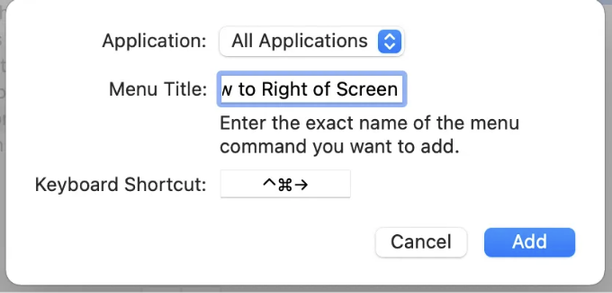 Application: All Applications
Menu Title: w to Right of Screen
Enter the exact name of the menu
command you want to add.
Keyboard Shortcut: ^⌘→
Cancel Add